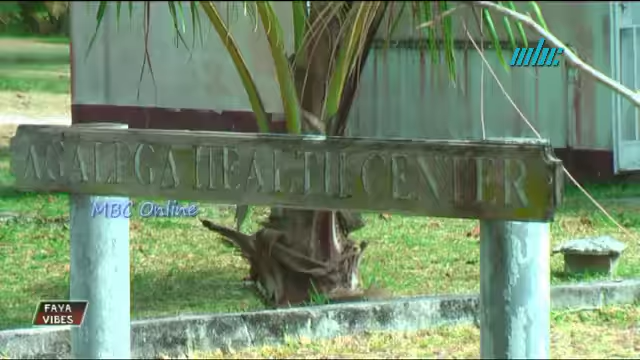 mbc
AGALEGA HEALTH CENTER
MBC Online
FAYA
VIBES